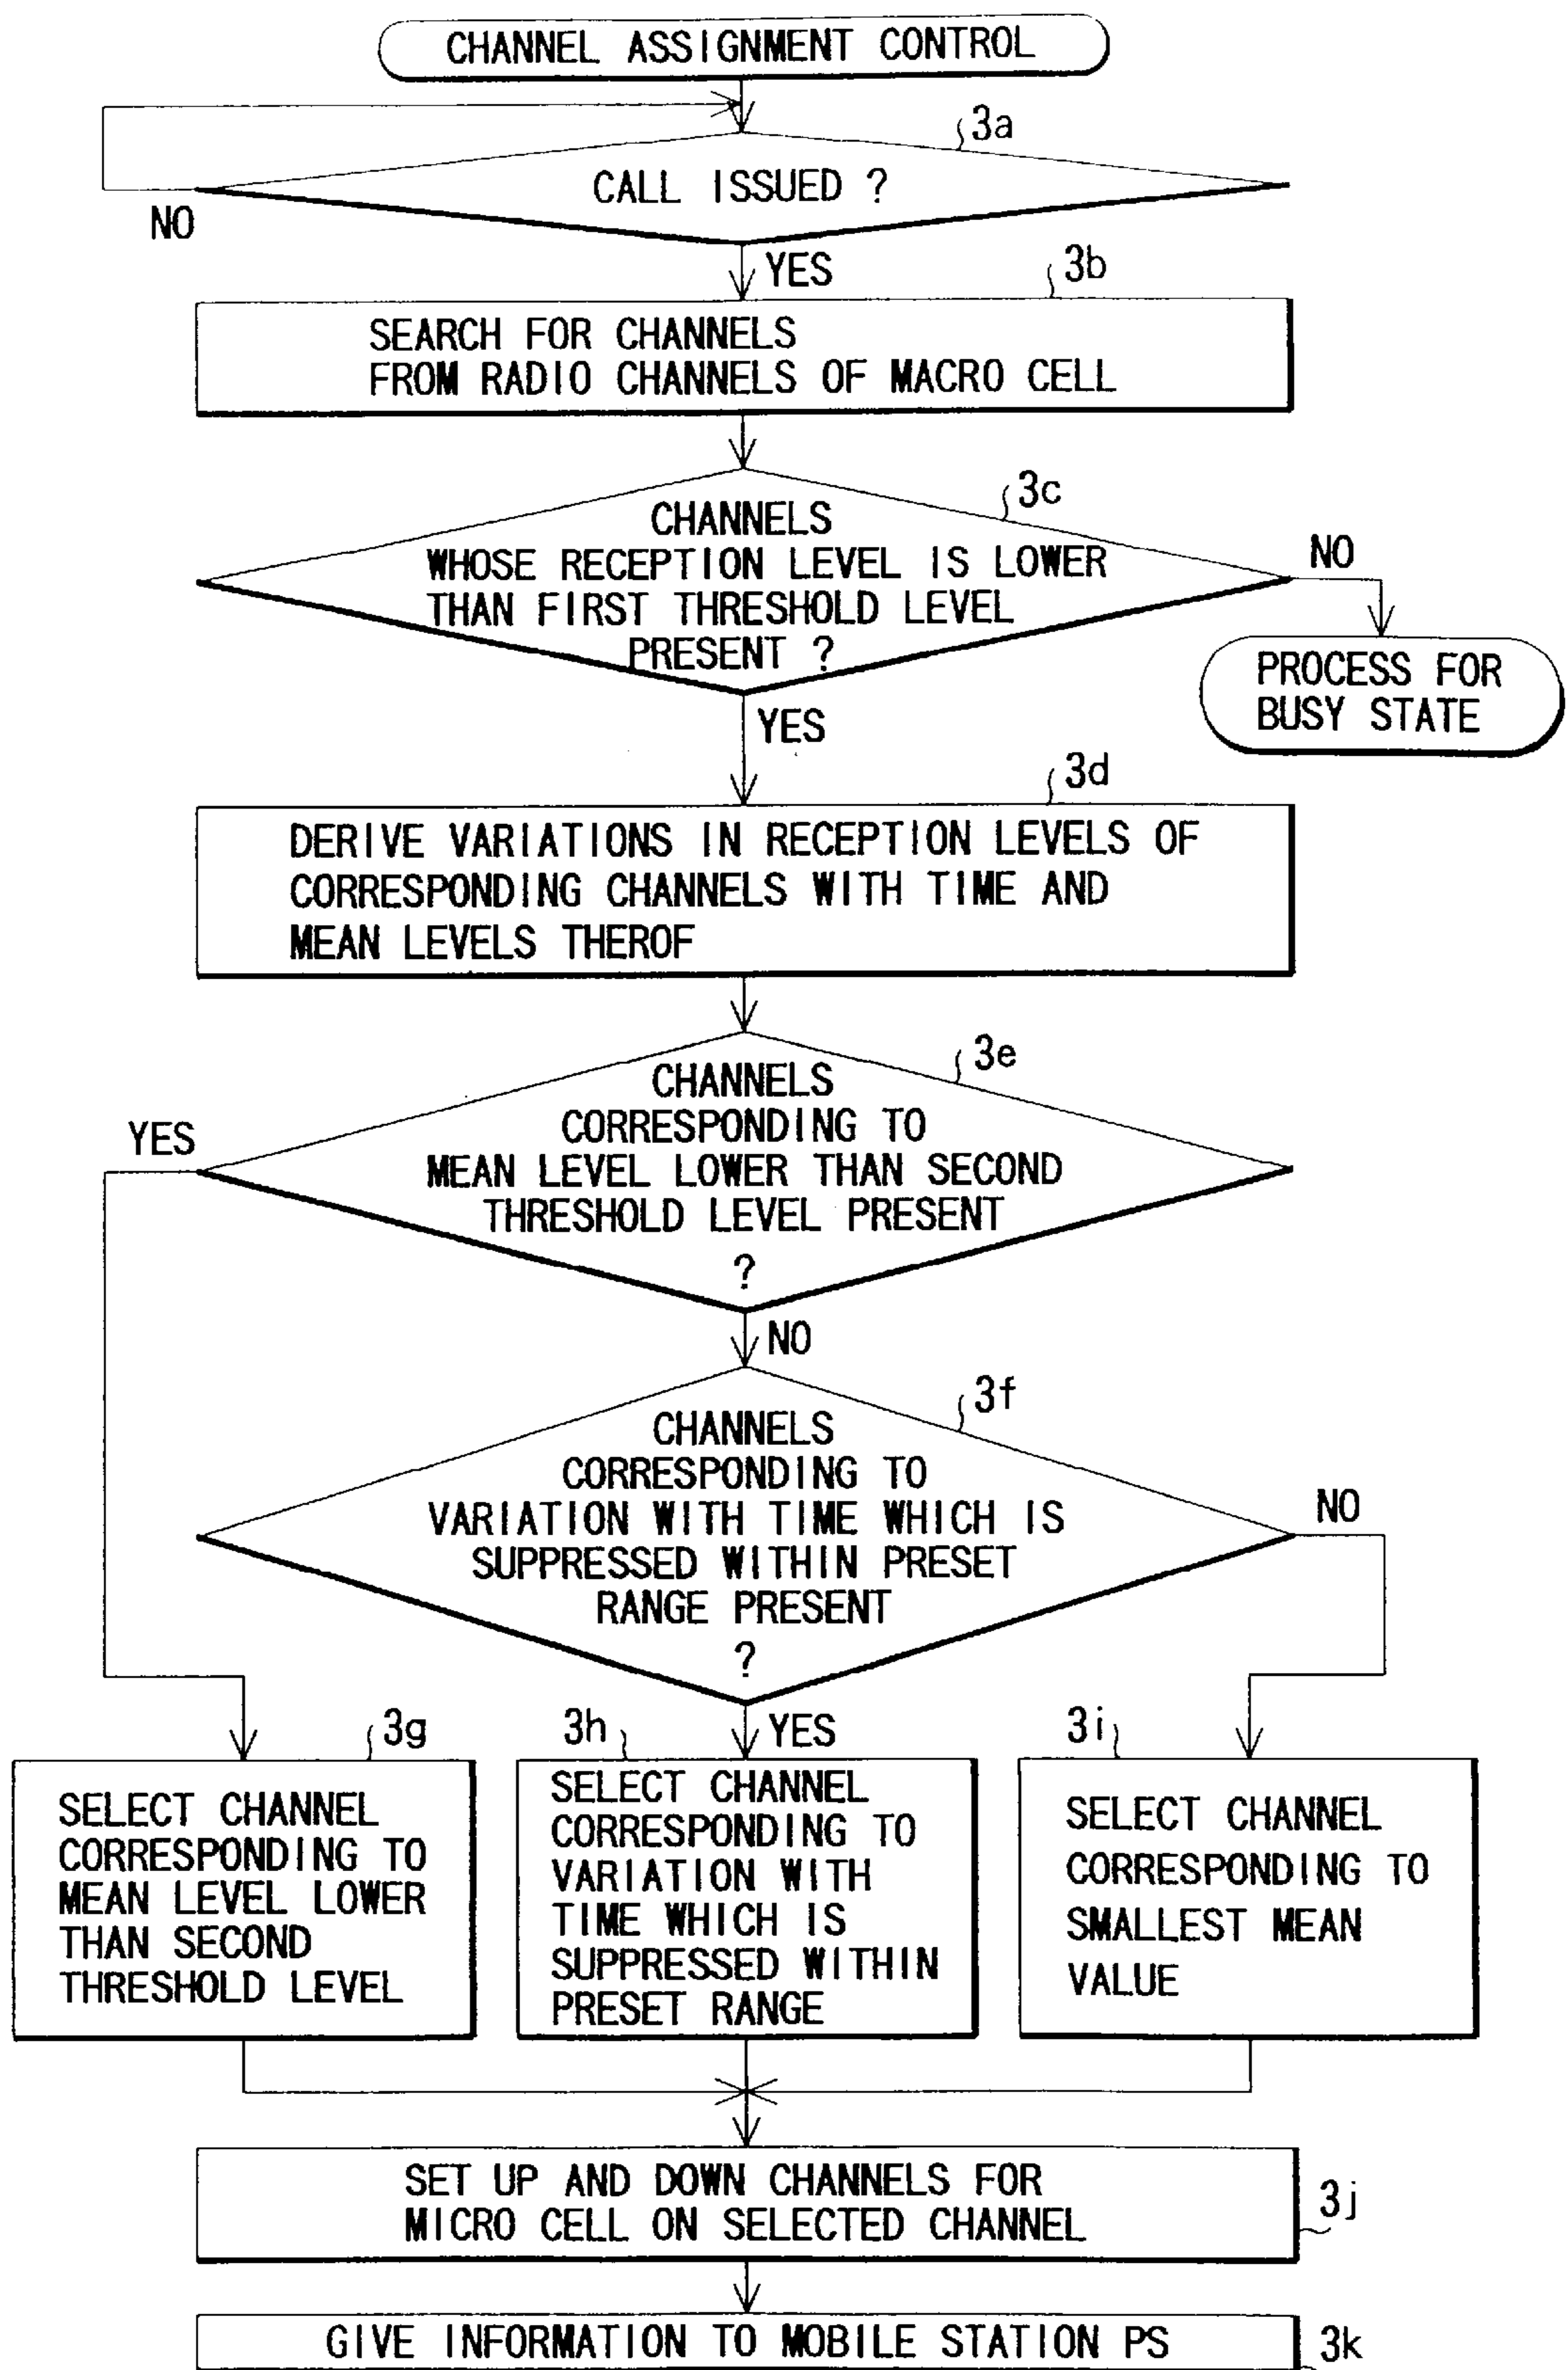 CHANNEL ASSIGNMENT CONTROL
3a
CALL ISSUED ?
NO
YES
3b
SEARCH FOR CHANNELS
FROM RADIO CHANNELS OF MACRO CELL
3c
CHANNELS
WHOSE RECEPTION LEVEL IS LOWER
THAN FIRST THRESHOLD LEVEL
PRESENT ?
NO
PROCESS FOR
BUSY STATE
YES
3d
DERIVE VARIATIONS IN RECEPTION LEVELS OF
CORRESPONDING CHANNELS WITH TIME AND
MEAN LEVELS THEROF
3e
CHANNELS
CORRESPONDING TO
MEAN LEVEL LOWER THAN SECOND
THRESHOLD LEVEL PRESENT
?
YES
NO
3f
CHANNELS
CORRESPONDING TO
VARIATION WITH TIME WHICH IS
SUPPRESSED WITHIN PRESET
RANGE PRESENT
?
NO
YES
3g
SELECT CHANNEL
CORRESPONDING TO
MEAN LEVEL LOWER
THAN SECOND
THRESHOLD LEVEL
3h
SELECT CHANNEL
CORRESPONDING TO
VARIATION WITH
TIME WHICH IS
SUPPRESSED WITHIN
PRESET RANGE
3i
SELECT CHANNEL
CORRESPONDING TO
SMALLEST MEAN
VALUE
SET UP AND DOWN CHANNELS FOR
MICRO CELL ON SELECTED CHANNEL
3j
GIVE INFORMATION TO MOBILE STATION PS
3k